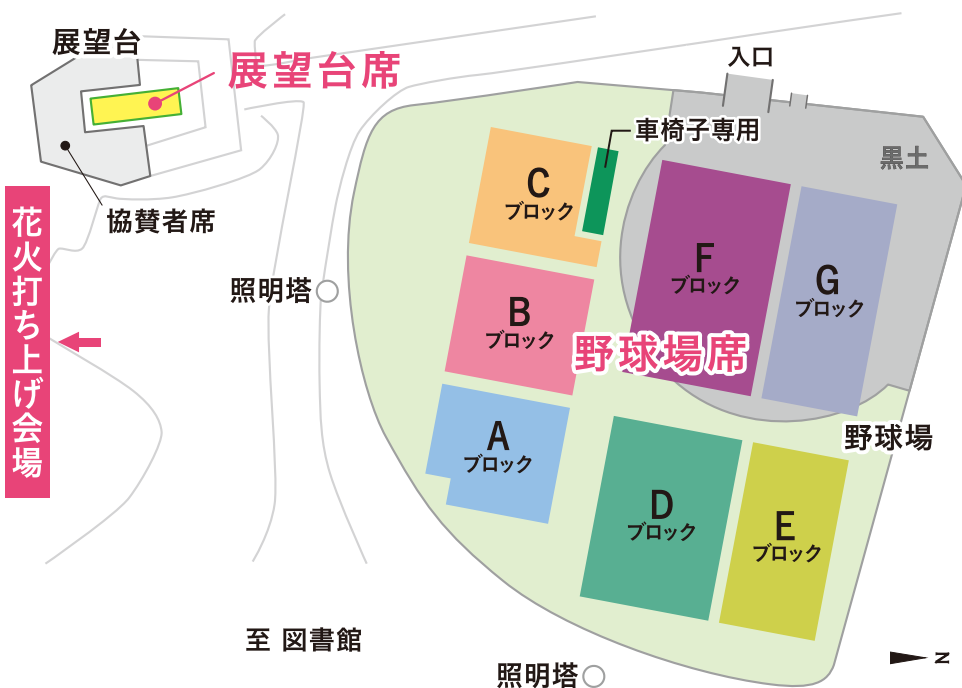 展望台
展望台席
入口
車椅子専用
黒土
協賛者席
花火打ち上げ会場
照明塔
C
ブロック
B
ブロック
A
ブロック
F
ブロック
G
ブロック
野球場席
野球場
D
ブロック
E
ブロック
至 図書館
照明塔
N